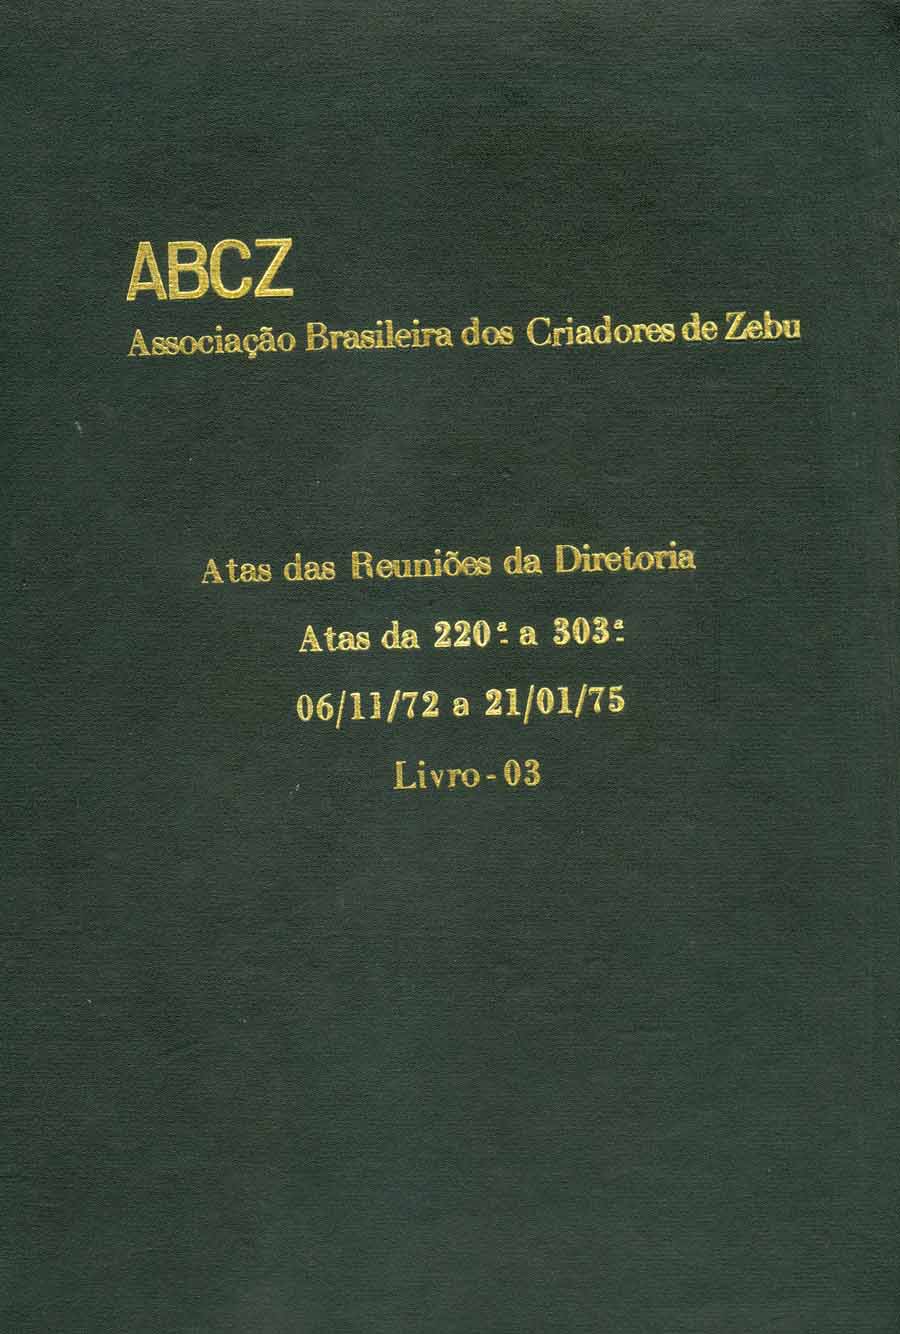 ABCZ
Associação Brasileira dos Criadores de Zebu
Atas das Reuniões da Diretoria
Atas da 220ª a 303ª
06/11/72 a 21/01/75
Livro - 03